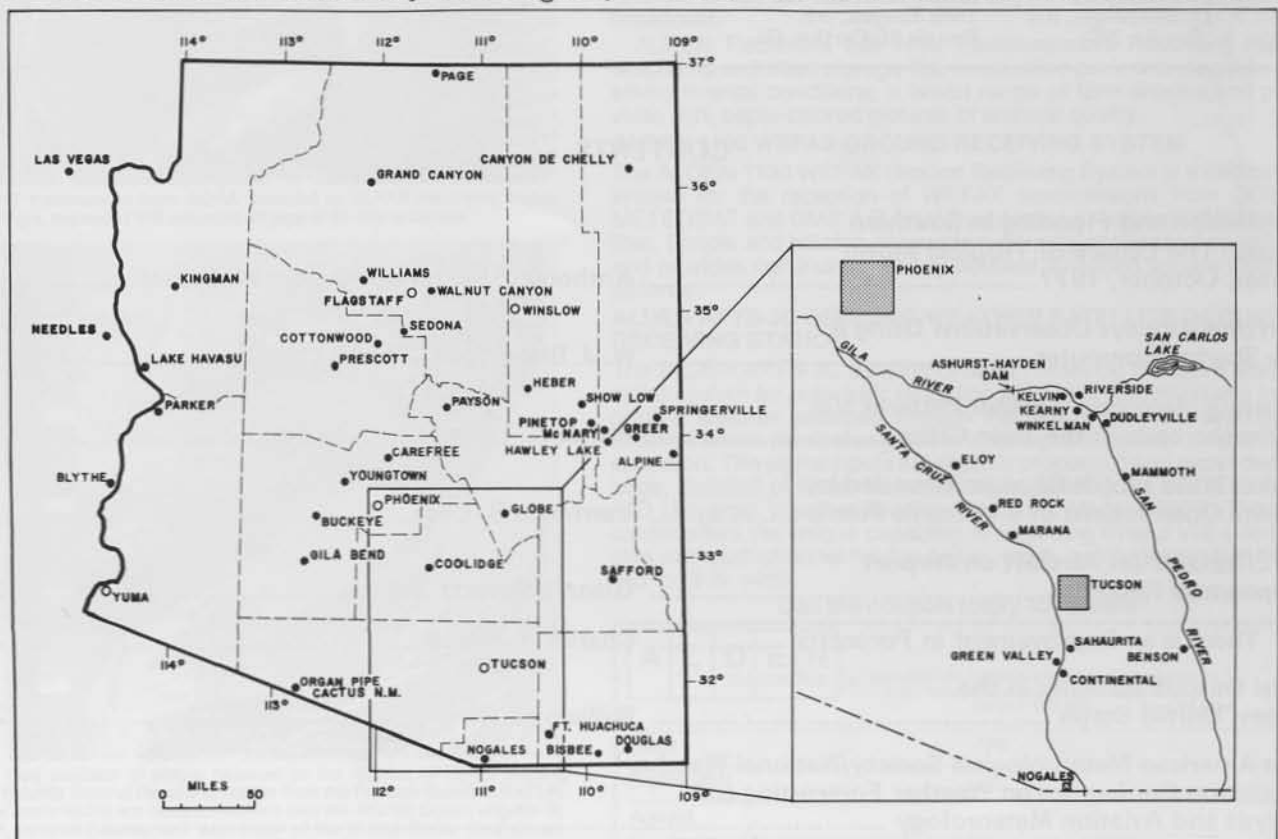 114°
113°
112°
111°
110°
109°
37°
PAGE
LAS VEGAS
CANYON DE CHELLY
GRAND CANYON
36°
KINGMAN
WILLIAMS
FLAGSTAFF
WALNUT CANYON
WINSLOW
35°
NEEDLES
SEDONA
COTTONWOOD
LAKE HAVASU
PRESCOTT
HEBER
PARKER
PAYSON
SHOW LOW
SPRINGERVILLE
PINETOP
MCNARY
GREER
34°
HAWLEY LAKE
ALPINE
CAREFREE
BLYTHE
YOUNGTOWN
PHOENIX
BUCKEYE
GLOBE
GILA BEND
COOLIDGE
33°
SAFFORD
YUMA
114°
TUCSON
32°
ORGAN PIPE
CACTUS N.M.
113°
FT. HUACHUCA
NOGALES
BISBEE
DOUGLAS
112°
111°
110°
109°
MILES
0
50
PHOENIX
GILA
RIVER
SAN CARLOS
LAKE
ASHURST-HAYDEN
DAM
RIVERSIDE
KELVIN
KEARNY
WINKELMAN
DUDLEYVILLE
SANTA CRUZ
RIVER
ELOY
MAMMOTH
RED ROCK
SAN
PEDRO
RIVER
MARANA
TUCSON
SAHAURITA
GREEN VALLEY
BENSON
CONTINENTAL
NOGALES